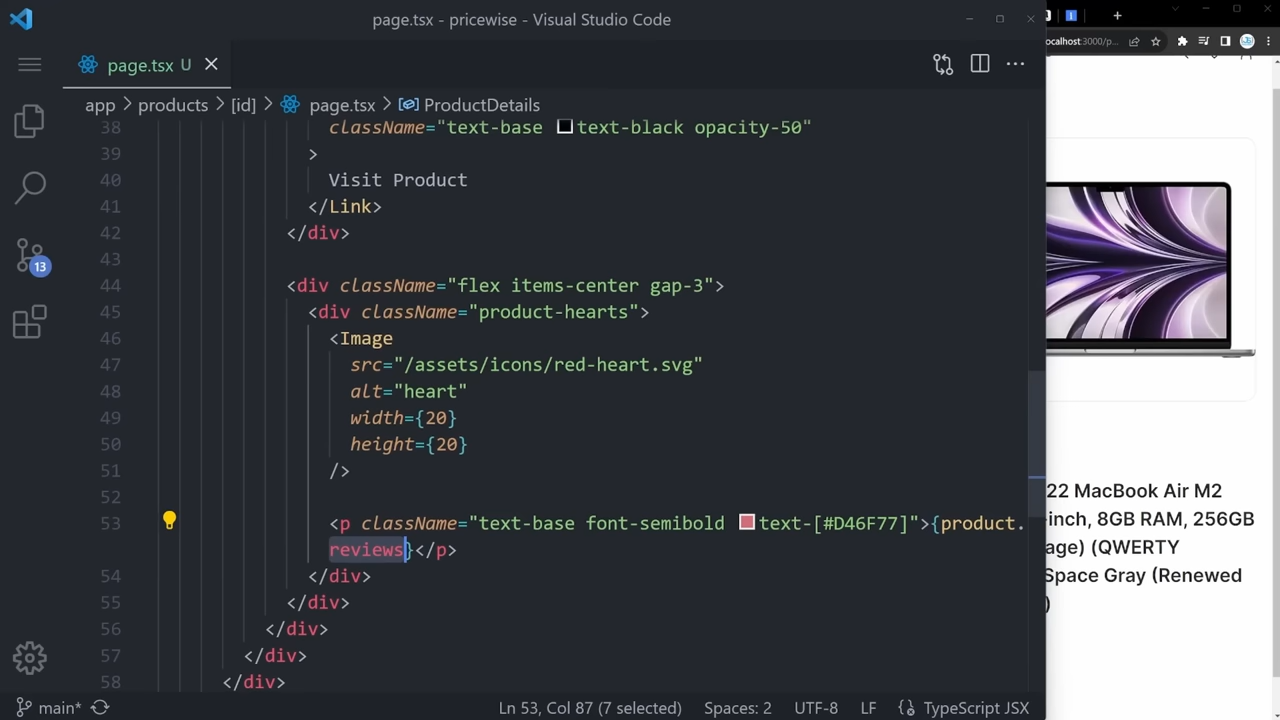 page.tsx - pricewise - Visual Studio Code
page.tsx U
app > products > [id] > page.tsx > ProductDetails
localhost:3000/p...
38 className="text-base text-black opacity-50"
39 >
40 Visit Product
41 </Link>
42 </div>
43
44 <div className="flex items-center gap-3">
45 <div className="product-hearts">
46 <Image
47 src="/assets/icons/red-heart.svg"
48 alt="heart"
49 width={20}
50 height={20}
51 />
52
53 <p className="text-base font-semibold text-[#D46F77]">{product.
reviews}</p>
54 </div>
55 </div>
56 </div>
57 </div>
58 </div>
13
22 MacBook Air M2
-inch, 8GB RAM, 256GB
age) (QWERTY
Space Gray (Renewed
)
main*
Ln 53, Col 87 (7 selected)
Spaces: 2
UTF-8
LF
TypeScript JSX